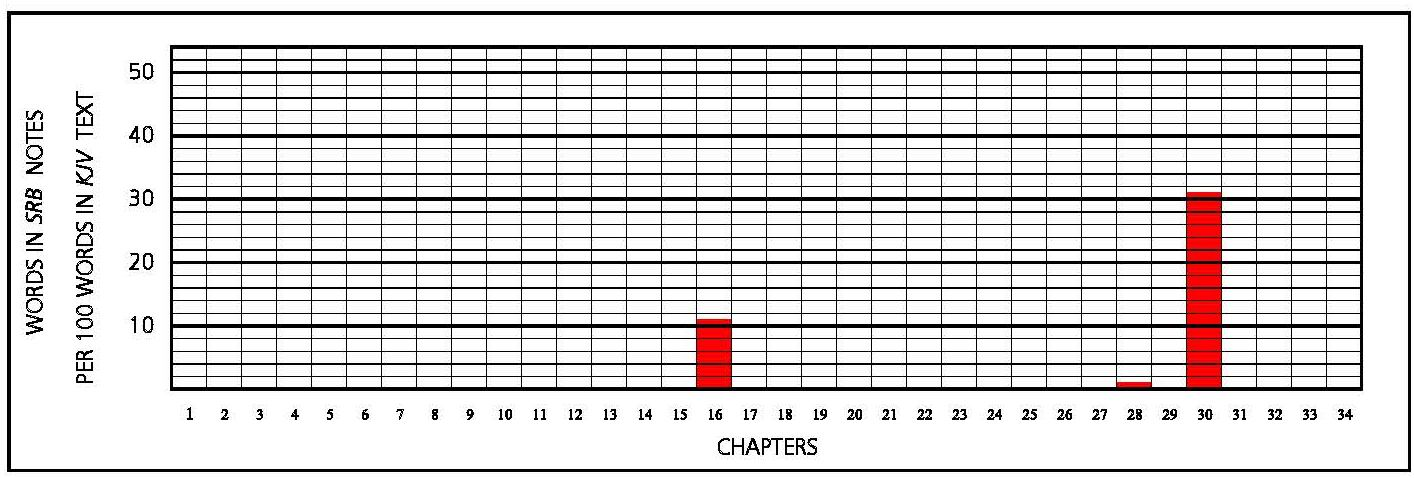 WORDS IN SRB NOTES
PER 100 WORDS IN KJV TEXT
50
40
30
20
10
1 2 3 4 5 6 7 8 9 10 11 12 13 14 15 16 17 18 19 20 21 22 23 24 25 26 27 28 29 30 31 32 33 34
CHAPTERS